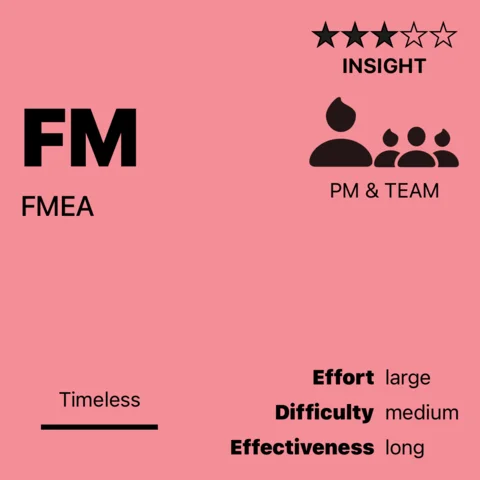 ★★★☆☆
INSIGHT
FM
FMEA
PM & TEAM
Timeless
Effort large
Difficulty medium
Effectiveness long